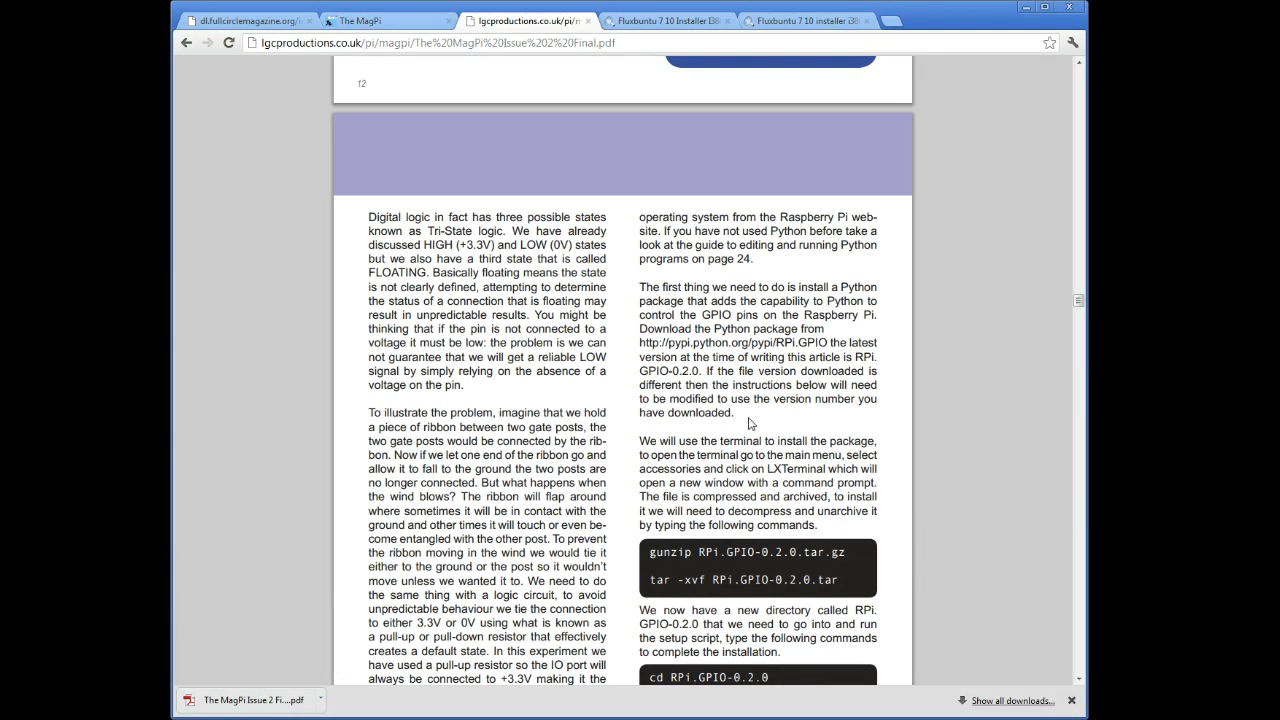 dl.fullcirclemagazine.org/i
The MagPi
lgcproductions.co.uk/pi/m
Fluxbuntu 7 10 Installer I38
Fluxbuntu 7 10 installer i38
lgcproductions.co.uk/pi/magpi/The%20MagPi%20Issue%202%20Final.pdf
12
Digital logic in fact has three possible states
known as Tri-State logic. We have already
discussed HIGH (+3.3V) and LOW (0V) states
but we also have a third state that is called
FLOATING. Basically floating means the state
is not clearly defined, attempting to determine
the status of a connection that is floating may
result in unpredictable results. You might be
thinking that if the pin is not connected to a
voltage it must be low: the problem is we can
not guarantee that we will get a reliable LOW
signal by simply relying on the absence of a
voltage on the pin.
To illustrate the problem, imagine that we hold
a piece of ribbon between two gate posts, the
two gate posts would be connected by the rib-
bon. Now if we let one end of the ribbon go and
allow it to fall to the ground the two posts are
no longer connected. But what happens when
the wind blows? The ribbon will flap around
where sometimes it will be in contact with the
ground and other times it will touch or even be-
come entangled with the other post. To prevent
the ribbon moving in the wind we would tie it
either to the ground or the post so it wouldn't
move unless we wanted it to. We need to do
the same thing with a logic circuit, to avoid
unpredictable behaviour we tie the connection
to either 3.3V or 0V using what is known as
a pull-up or pull-down resistor that effectively
creates a default state. In this experiment we
have used a pull-up resistor so the IO port will
always be connected to +3.3V making it the
operating system from the Raspberry Pi web-
site. If you have not used Python before take a
look at the guide to editing and running Python
programs on page 24.
The first thing we need to do is install a Python
package that adds the capability to Python to
control the GPIO pins on the Raspberry Pi.
Download the Python package from
http://pypi.python.org/pypi/RPi.GPIO the latest
version at the time of writing this article is RPi.
GPIO-0.2.0. If the file version downloaded is
different then the instructions below will need
to be modified to use the version number you
have downloaded.
We will use the terminal to install the package,
to open the terminal go to the main menu, select
accessories and click on LXTerminal which will
open a new window with a command prompt.
The file is compressed and archived, to install
it we will need to decompress and unarchive it
by typing the following commands.
gunzip RPi.GPIO-0.2.0.tar.gz
tar -xvf RPi.GPIO-0.2.0.tar
We now have a new directory called RPi.
GPIO-0.2.0 that we need to go into and run
the setup script, type the following commands
to complete the installation.
cd RPi.GPIO-0.2.0
The MagPi Issue 2 Fi....pdf
Show all downloads...